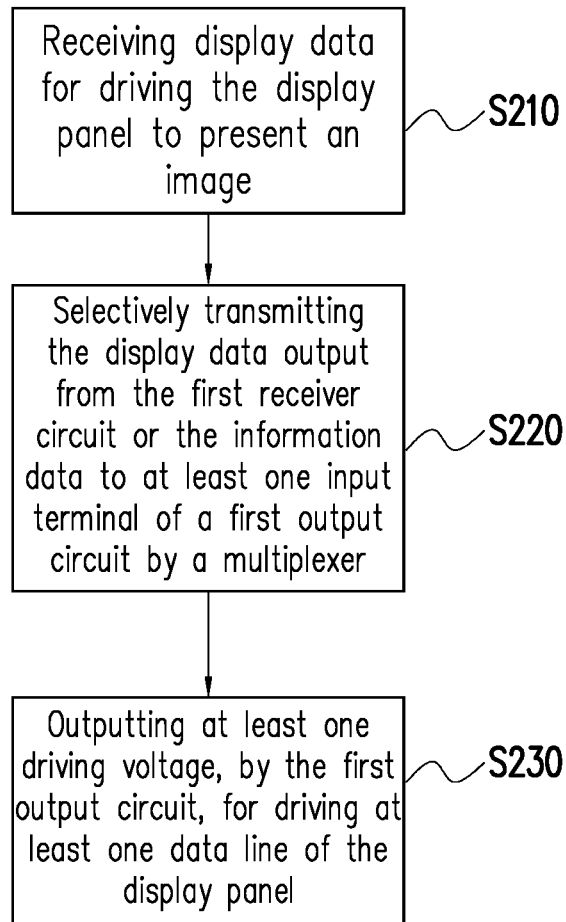 Receiving display data
for driving the display
panel to present an
image
S210
Selectively transmitting
the display data output
from the first receiver
circuit or the information
data to at least one input
terminal of a first output
circuit by a multiplexer
S220
Outputting at least one
driving voltage, by the first
output circuit, for driving at
least one data line of the
display panel
S230